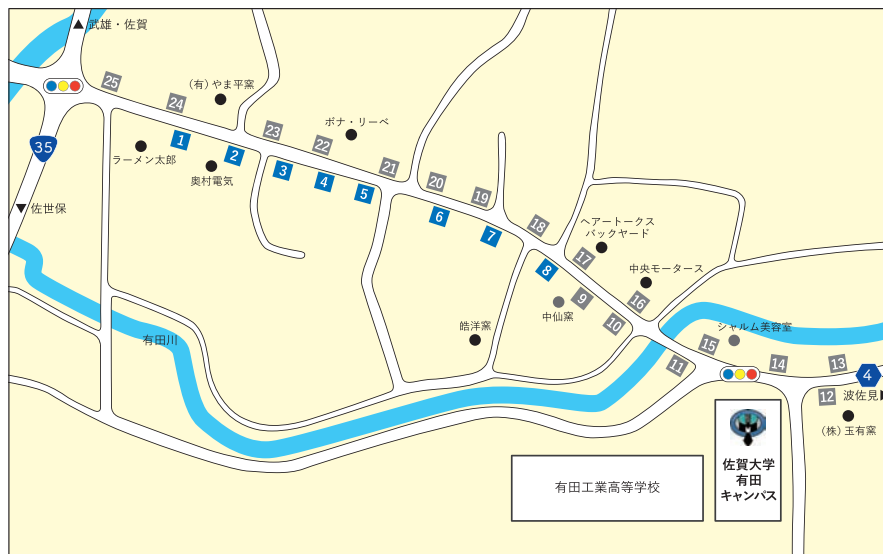 ▲武雄・佐賀
35
▼佐世保
25
24
(有)やま平窯
23
22
ボナ・リーベ
21
20
19
18
17
16
ヘアートークス
バックヤード
中央モータース
ラーメン太郎
1
2
奥村電気
3
4
5
6
7
8
9
10
11
中仙窯
皓洋窯
有田川
シャルム美容室
15
14
13
12
4
波佐見▶
(株)玉有窯
有田工業高等学校
佐賀大学
有田
キャンパス